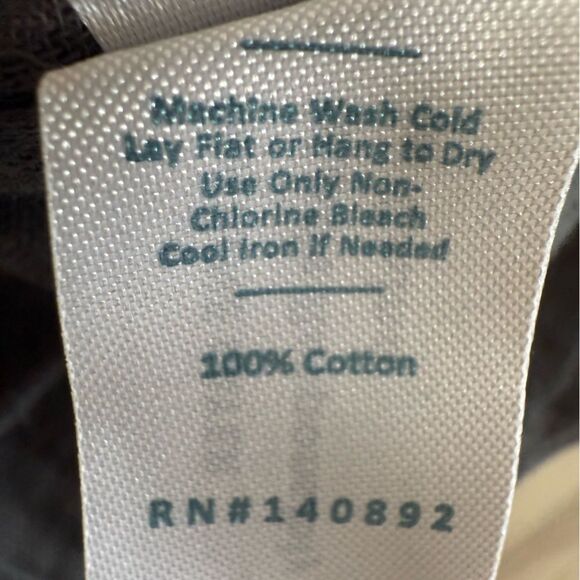 Machine Wash Cold
Lay Flat or Hang to Dry
Use Only Non-
Chlorine Bleach
Cool Iron if Needed
100% Cotton
RN#140892